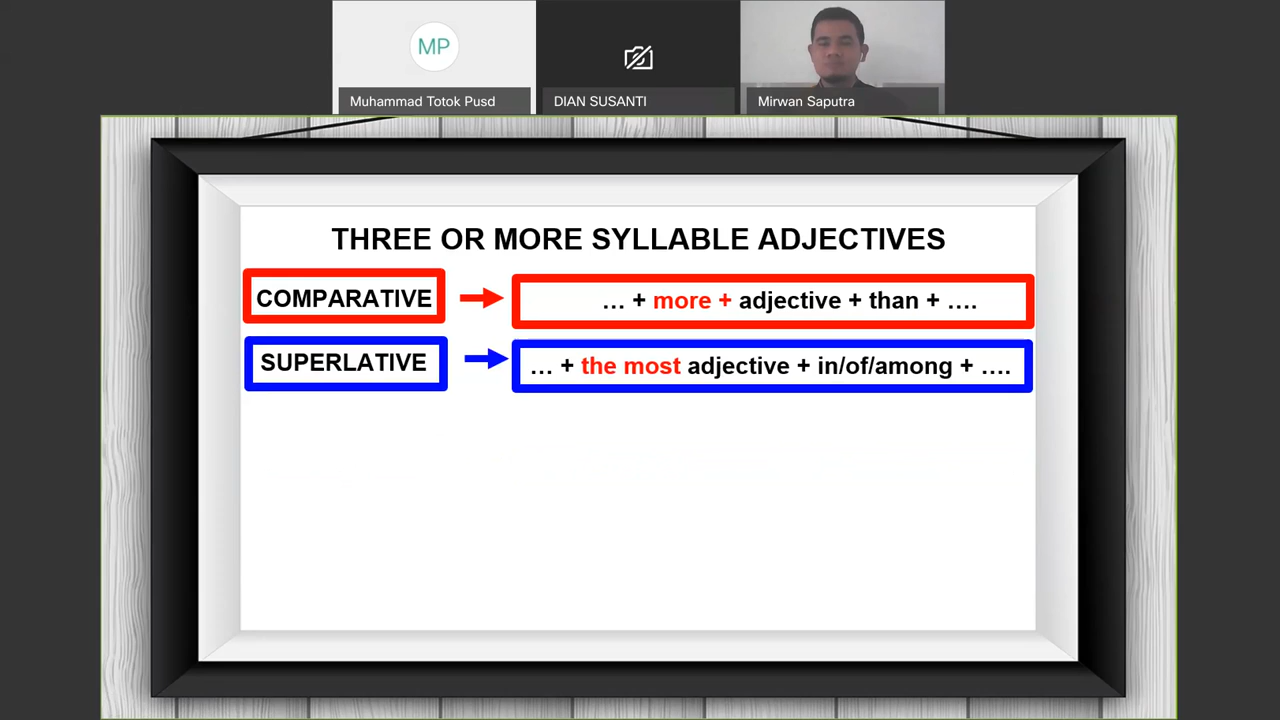 MP
Muhammad Totok Pusd
DIAN SUSANTI
Mirwan Saputra
THREE OR MORE SYLLABLE ADJECTIVES
COMPARATIVE
… + more + adjective + than + ….
SUPERLATIVE
… + the most adjective + in/of/among + ….